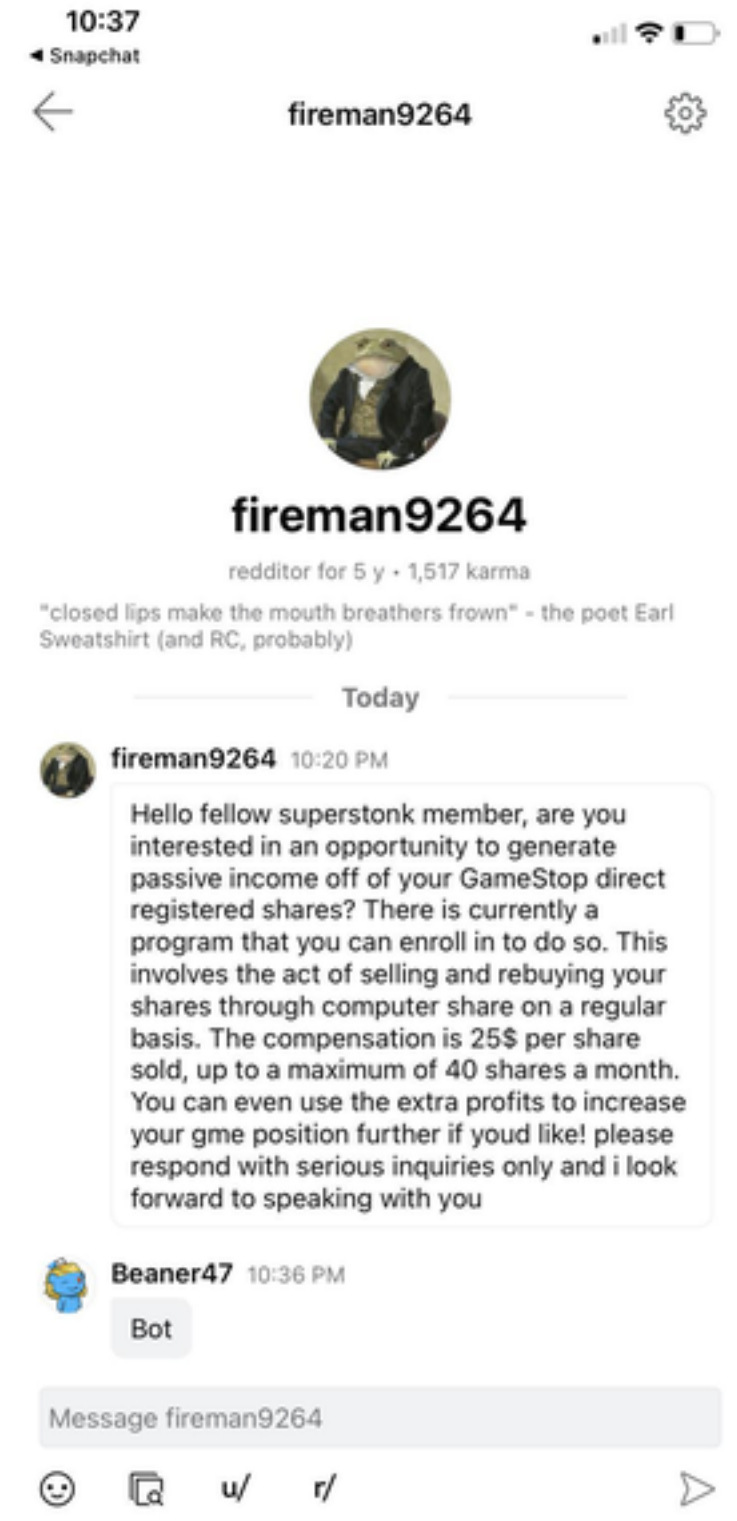 10:37
◀ Snapchat
fireman9264
fireman9264
redditor for 5 y • 1,517 karma
"closed lips make the mouth breathers frown" - the poet Earl
Sweatshirt (and RC, probably)
Today
fireman9264 10:20 PM
Hello fellow superstonk member, are you
interested in an opportunity to generate
passive income off of your GameStop direct
registered shares? There is currently a
program that you can enroll in to do so. This
involves the act of selling and rebuying your
shares through computer share on a regular
basis. The compensation is 25$ per share
sold, up to a maximum of 40 shares a month.
You can even use the extra profits to increase
your gme position further if youd like! please
respond with serious inquiries only and i look
forward to speaking with you
Beaner47 10:36 PM
Bot
Message fireman9264
u/ r/